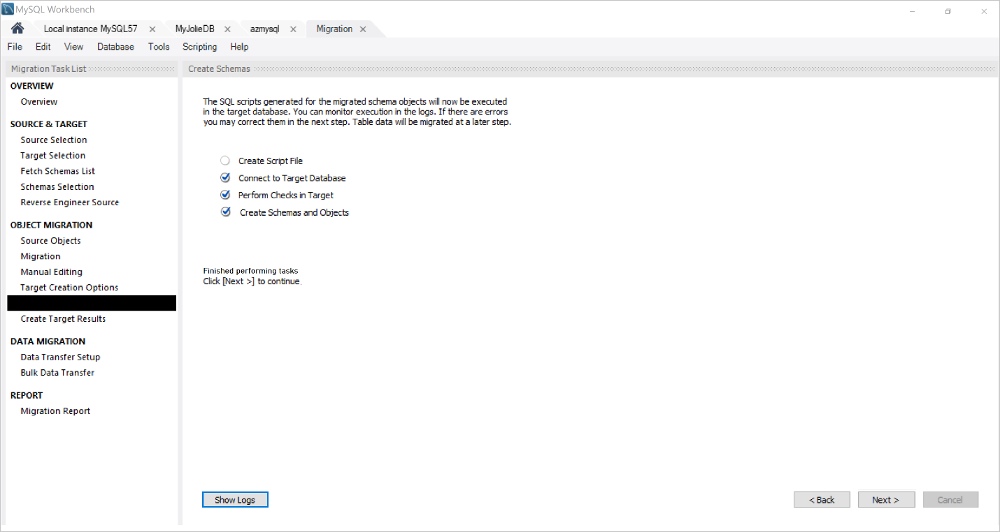 MySQL Workbench
Local instance MySQL57
MyJolieDB
azmysql
Migration
File Edit View Database Tools Scripting Help
Migration Task List
OVERVIEW
Overview
SOURCE & TARGET
Source Selection
Target Selection
Fetch Schemas List
Schemas Selection
Reverse Engineer Source
OBJECT MIGRATION
Source Objects
Migration
Manual Editing
Target Creation Options
Create Target Results
DATA MIGRATION
Data Transfer Setup
Bulk Data Transfer
REPORT
Migration Report
Create Schemas
The SQL scripts generated for the migrated schema objects will now be executed
in the target database. You can monitor execution in the logs. If there are errors
you may correct them in the next step. Table data will be migrated at a later step.
Create Script File
Connect to Target Database
Perform Checks in Target
Create Schemas and Objects
Finished performing tasks
Click [Next >] to continue.
Show Logs
< Back
Next >
Cancel